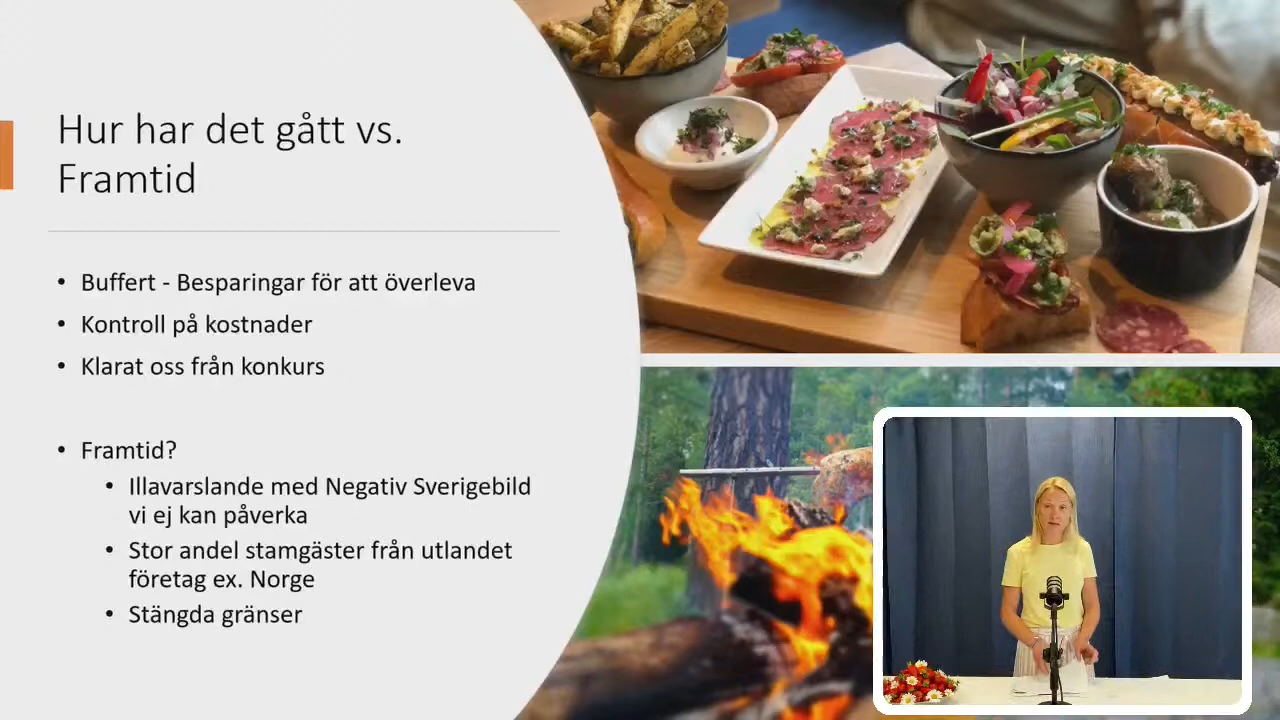 Hur har det gått vs.
Framtid
• Buffert - Besparingar för att överleva
• Kontroll på kostnader
• Klarat oss från konkurs
• Framtid?
• Illavarslande med Negativ Sverigebild
vi ej kan påverka
• Stor andel stamgäster från utlandet
företag ex. Norge
• Stängda gränser